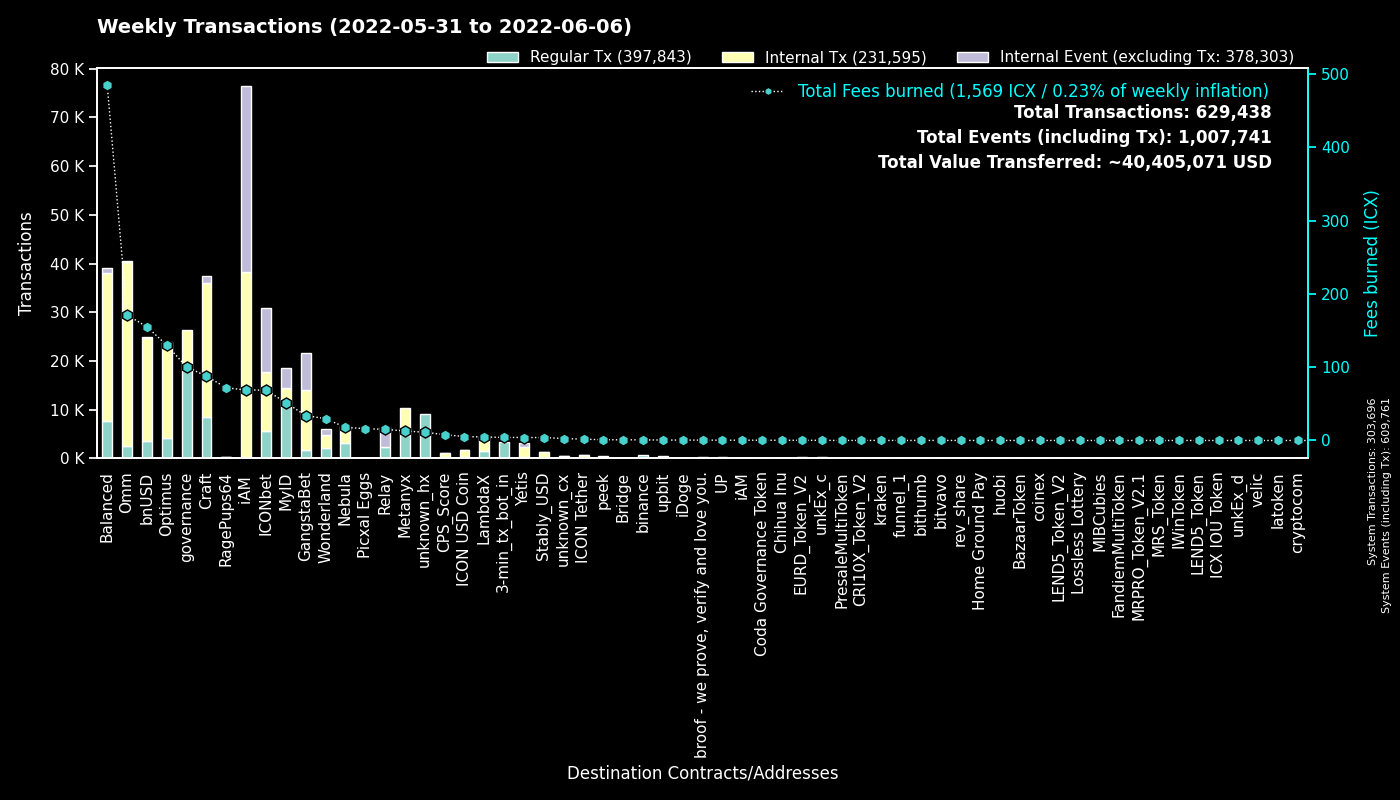 Weekly Transactions (2022-05-31 to 2022-06-06)
Regular Tx (397,843)
Internal Tx (231,595)
Internal Event (excluding Tx: 378,303)
Total Fees burned (1,569 ICX / 0.23% of weekly inflation)
Total Transactions: 629,438
Total Events (including Tx): 1,007,741
Total Value Transferred: ~40,405,071 USD
Transactions
80 K
70 K
60 K
50 K
40 K
30 K
20 K
10 K
0 K
500
400
300
200
100
0
Fees burned (ICX)
System Transactions: 303,696
System Events (including Tx): 609,761
Balanced
Omm
bnUSD
Optimus
governance
Craft
RagePups64
iAM
ICONbet
MyID
GangstaBet
Wonderland
Nebula
Picxal Eggs
Relay
Metanyx
unknown_hx
CPS_Score
ICON USD Coin
LambdaX
3-min_tx_bot_in
Yetis
Stably_USD
unknown_cx
ICON Tether
peek
Bridge
binance
upbit
iDoge
broof - we prove, verify and love you.
UP
iAM
Coda Governance Token
Chihua Inu
EURD_Token_V2
unkEx_c
PresaleMultiToken
CRI10X_Token_V2
kraken
funnel_1
bithumb
bitvavo
rev_share
Home Ground Pay
huobi
BazaarToken
coinex
LEND5_Token_V2
Lossless Lottery
MIBCubies
FandiemMultiToken
MRPRO_Token_V2.1
MRS_Token
IWinToken
LEND5_Token
ICX IOU Token
unkEx_d
velic
latoken
cryptocom
Destination Contracts/Addresses